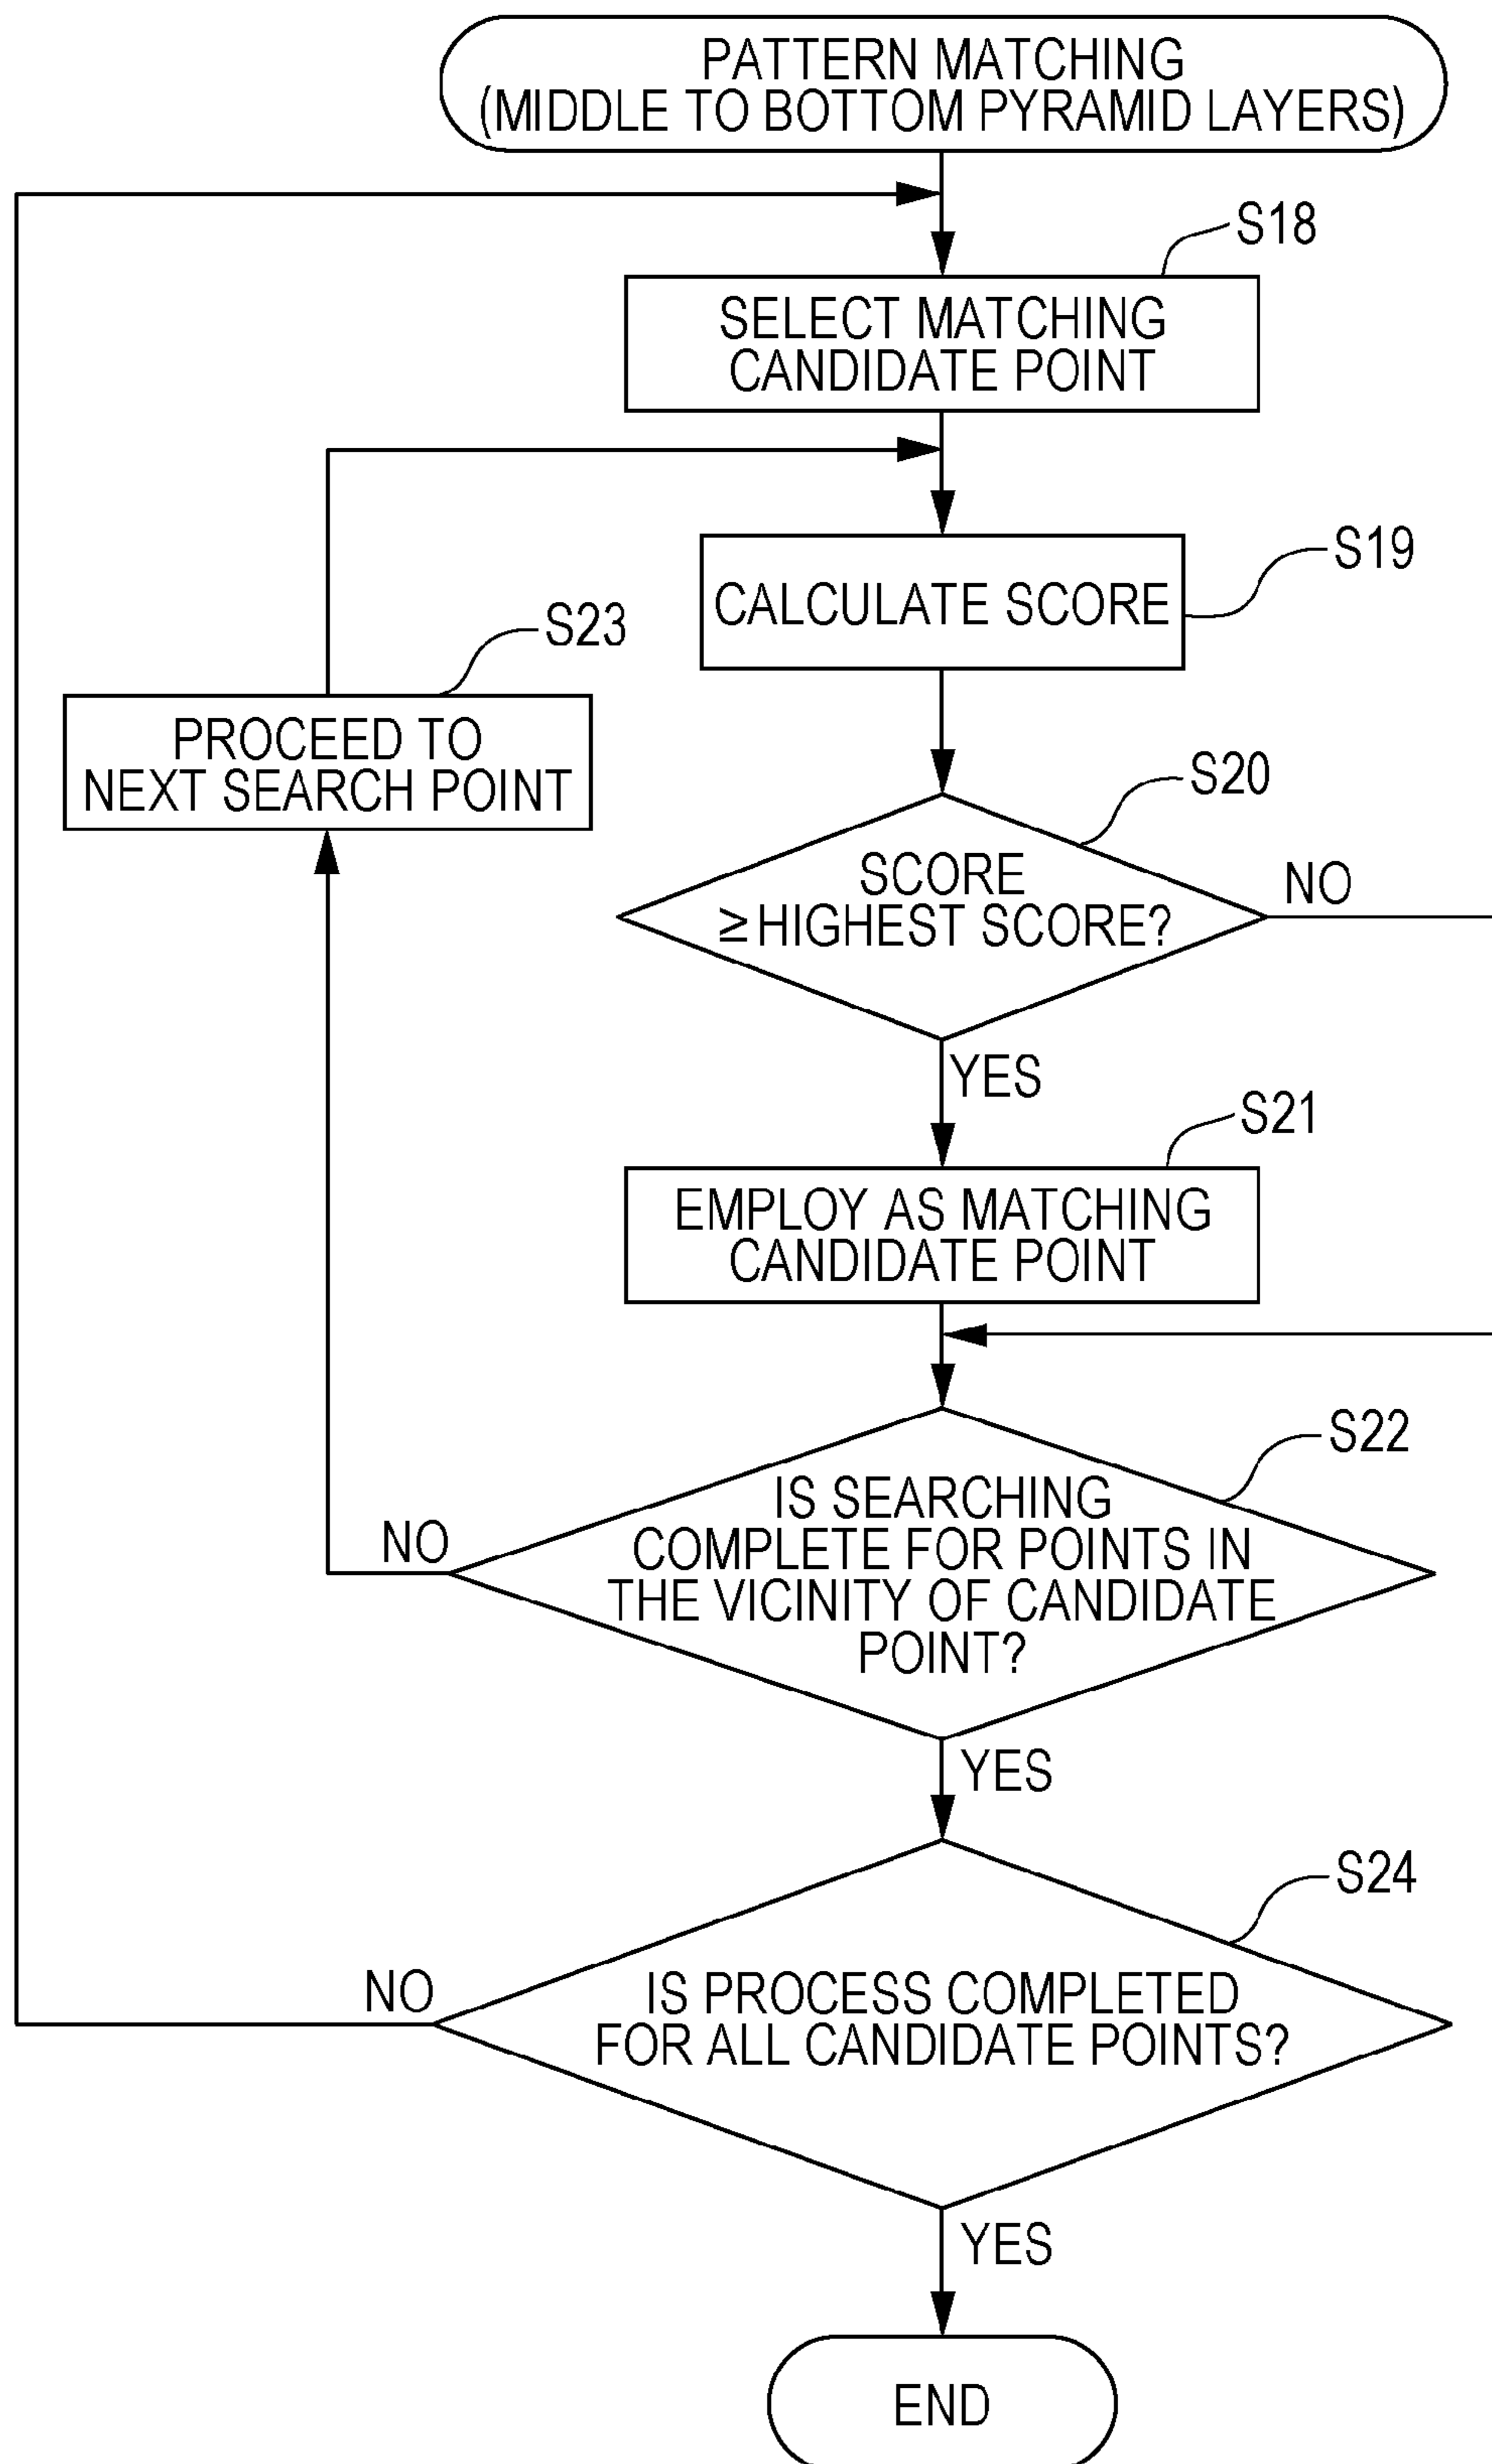 PATTERN MATCHING
(MIDDLE TO BOTTOM PYRAMID LAYERS)
S18
SELECT MATCHING
CANDIDATE POINT
S19
CALCULATE SCORE
S23
PROCEED TO
NEXT SEARCH POINT
S20
SCORE
≥HIGHEST SCORE?
NO
YES
S21
EMPLOY AS MATCHING
CANDIDATE POINT
S22
IS SEARCHING
COMPLETE FOR POINTS IN
THE VICINITY OF CANDIDATE
POINT?
NO
YES
S24
IS PROCESS COMPLETED
FOR ALL CANDIDATE POINTS?
NO
YES
END